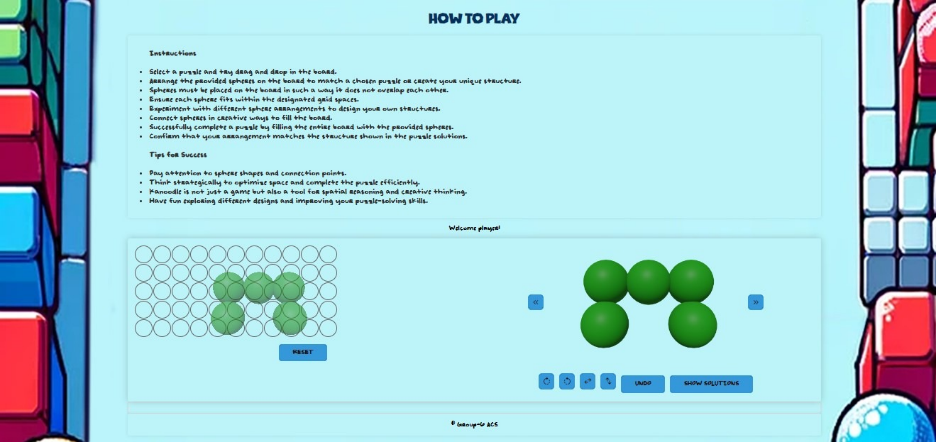 HOW TO PLAY
Instructions
Select a puzzle and try drag and drop in the board.
Arrange the provided spheres on the board to match a chosen puzzle or create your unique structure.
Spheres must be placed on the board in such a way it does not overlap each other.
Ensure each sphere fits within the designated grid spaces.
Experiment with different sphere arrangements to design your own structures.
Connect spheres in creative ways to fill the board.
Successfully complete a puzzle by filling the entire board with the provided spheres.
Confirm that your arrangement matches the structure shown in the puzzle solutions.
Tips for Success
Pay attention to sphere shapes and connection points.
Think strategically to optimize space and complete the puzzle efficiently.
Kanoodle is not just a game but also a tool for spatial reasoning and creative thinking.
Have fun exploring different designs and improving your puzzle-solving skills.
Welcome player!
« »
RESET
UNDO SHOW SOLUTIONS
ACS